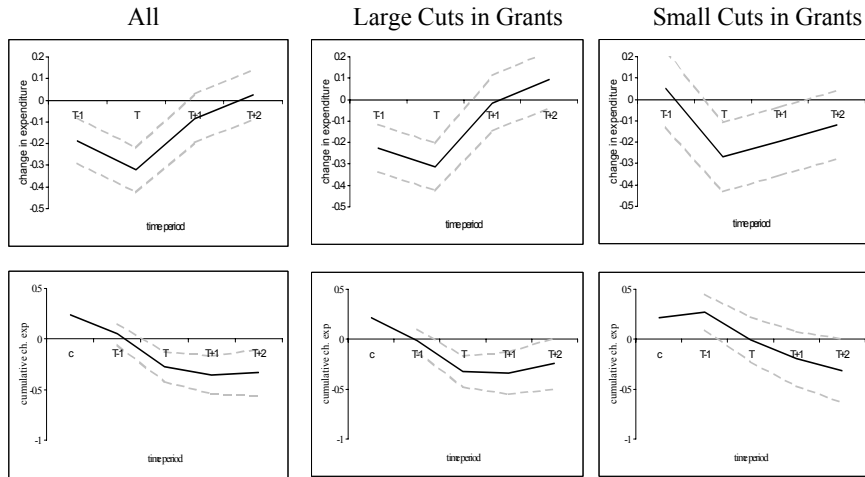 All
Large Cuts in Grants
Small Cuts in Grants
change in expenditure
0.2
0.1
0
-0.1
-0.2
-0.3
-0.4
-0.5
T-1
T
T+1
T+2
time period
change in expenditure
0.2
0.1
0
-0.1
-0.2
-0.3
-0.4
-0.5
T-1
T
T+1
T+2
time period
change in expenditure
0.2
0.1
0
-0.1
-0.2
-0.3
-0.4
-0.5
T-1
T
T+1
T+2
time period
cumulative ch. exp
0.5
0
-0.5
-1
c
T-1
T
T+1
T+2
time period
cumulative ch. exp
0.5
0
-0.5
-1
c
T-1
T
T+1
T+2
time period
cumulative ch. exp
0.5
0
-0.5
-1
c
T-1
T
T+1
T+2
time period